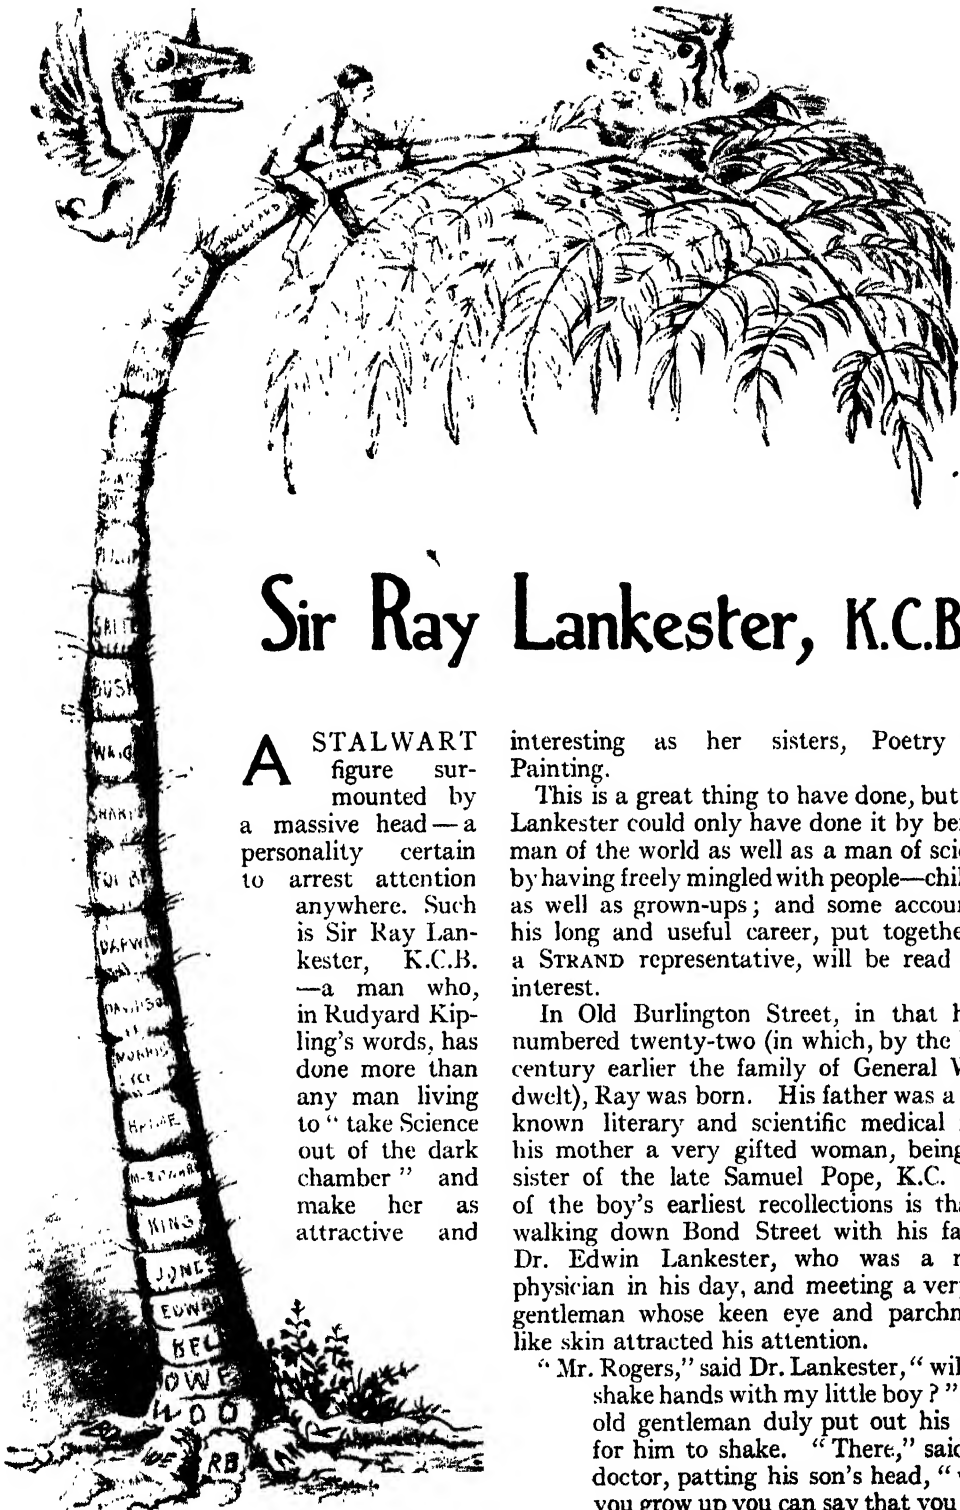 Sir Ray Lankester, K.C.B
A STALWART
figure sur-
mounted by
a massive head—a
personality certain
to arrest attention
anywhere. Such
is Sir Ray Lan-
kester, K.C.B.
—a man who,
in Rudyard Kip-
ling's words, has
done more than
any man living
to “ take Science
out of the dark
chamber ” and
make her as
attractive and
interesting as her sisters, Poetry
Painting.
This is a great thing to have done, but
Lankester could only have done it by be
man of the world as well as a man of sci
by having freely mingled with people—chil
as well as grown-ups ; and some accou
his long and useful career, put togethe
a STRAND representative, will be read
interest.
In Old Burlington Street, in that h
numbered twenty-two (in which, by the
century earlier the family of General W
dwelt), Ray was born. His father was a
known literary and scientific medical
his mother a very gifted woman, being
sister of the late Samuel Pope, K.C.
of the boy's earliest recollections is tha
walking down Bond Street with his fa
Dr. Edwin Lankester, who was a
physician in his day, and meeting a ver
gentleman whose keen eye and parchm
like skin attracted his attention.
“ Mr. Rogers,” said Dr. Lankester, “ wil
shake hands with my little boy ? ”
old gentleman duly put out his
for him to shake. “ There,” said
doctor, patting his son's head, “
you grow up you can say that you
BUSH
DARWIN
KING
JONES
EDWAR
BEL
OWE
WOO
RB